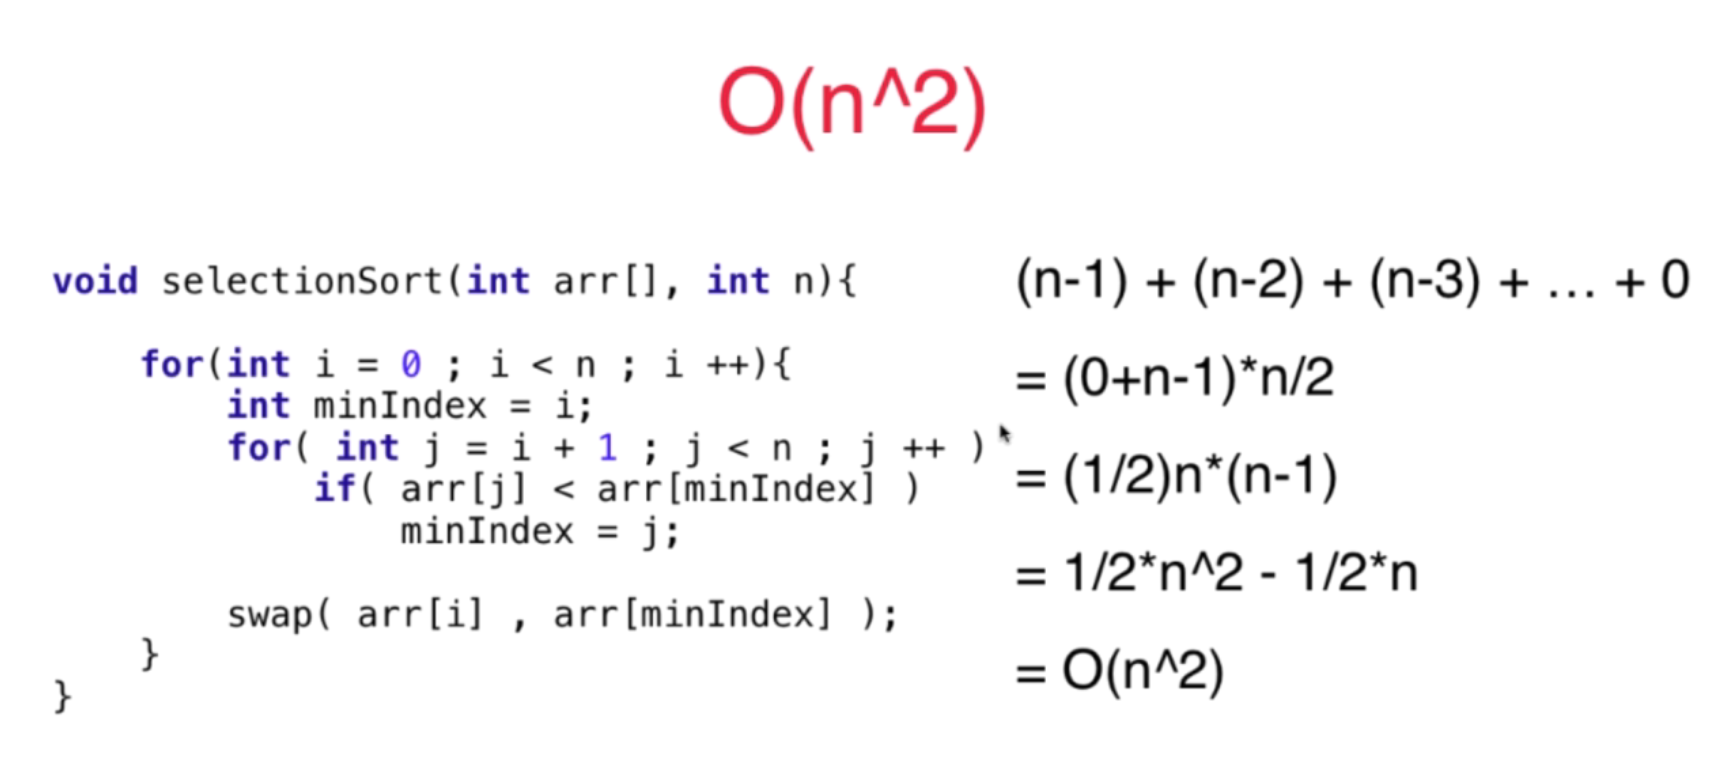 O(n^2)
void selectionSort(int arr[], int n){
for(int i = 0 ; i < n ; i ++){
int minIndex = i;
for( int j = i + 1 ; j < n ; j ++ )
if( arr[j] < arr[minIndex] )
minIndex = j;
swap( arr[i] , arr[minIndex] );
}
}
(n-1) + (n-2) + (n-3) + … + 0
= (0+n-1)*n/2
= (1/2)n*(n-1)
= 1/2*n^2 - 1/2*n
= O(n^2)